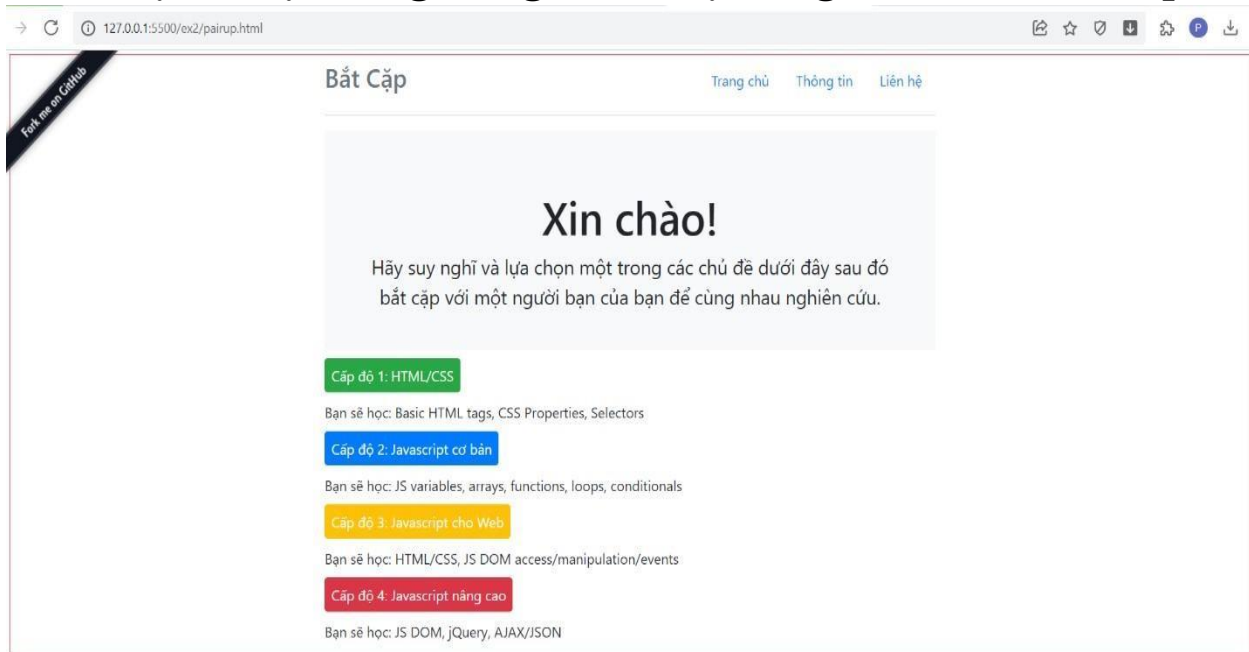 127.0.0.1:5500/ex2/pairup.html
P
Fork me on GitHub
Bắt Cặp
Trang chủ Thông tin Liên hệ
Xin chào!
Hãy suy nghĩ và lựa chọn một trong các chủ đề dưới đây sau đó
bắt cặp với một người bạn của bạn để cùng nhau nghiên cứu.
Cấp độ 1: HTML/CSS
Bạn sẽ học: Basic HTML tags, CSS Properties, Selectors
Cấp độ 2: Javascript cơ bản
Bạn sẽ học: JS variables, arrays, functions, loops, conditionals
Cấp độ 3: Javascript cho Web
Bạn sẽ học: HTML/CSS, JS DOM access/manipulation/events
Cấp độ 4: Javascript nâng cao
Bạn sẽ học: JS DOM, jQuery, AJAX/JSON